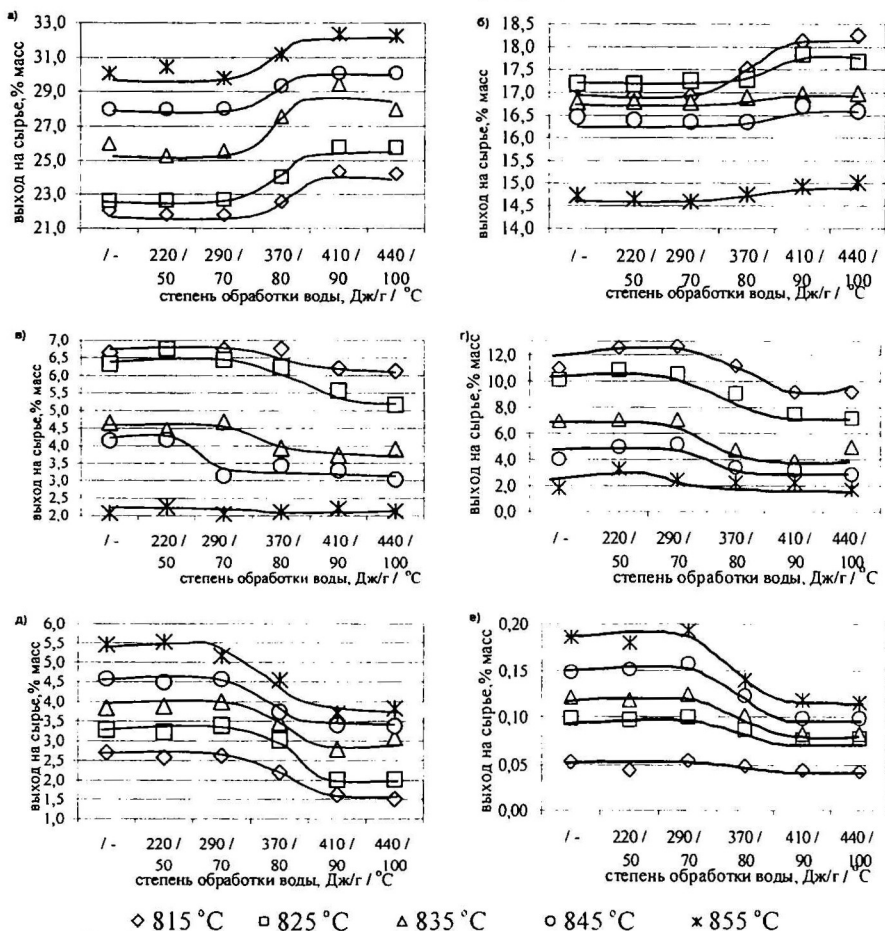 а)
выход на сырье,% масс
33,0
31,0
29,0
27,0
25,0
23,0
21,0
/ - 220 / 290 / 370 / 410 / 440 /
50 70 80 90 100
степень обработки воды, Дж/г / °С
б)
выход на сырье,% масс
18,5
18,0
17,5
17,0
16,5
16,0
15,5
15,0
14,5
14,0
/ - 220 / 290 / 370 / 410 / 440 /
50 70 80 90 100
степень обработки воды, Дж/г / °С
в)
выход на сырье,% масс
7,0
6,5
6,0
5,5
5,0
4,5
4,0
3,5
3,0
2,5
2,0
/ - 220 / 290 / 370 / 410 / 440 /
50 70 80 90 100
степень обработки воды, Дж/г / °С
г)
выход на сырье,% масс
12,0
10,0
8,0
6,0
4,0
2,0
0,0
/ - 220 / 290 / 370 / 410 / 440 /
50 70 80 90 100
степень обработки воды, Дж/г / °С
д)
выход на сырье,% масс
6,0
5,5
5,0
4,5
4,0
3,5
3,0
2,5
2,0
1,5
1,0
/ - 220 / 290 / 370 / 410 / 440 /
50 70 80 90 100
степень обработки воды, Дж/г / °С
е)
выход на сырье,% масс
0,20
0,15
0,10
0,05
0,00
/ - 220 / 290 / 370 / 410 / 440 /
50 70 80 90 100
степень обработки воды, Дж/г / °С
815 °С 825 °С 835 °С 845 °С 855 °С